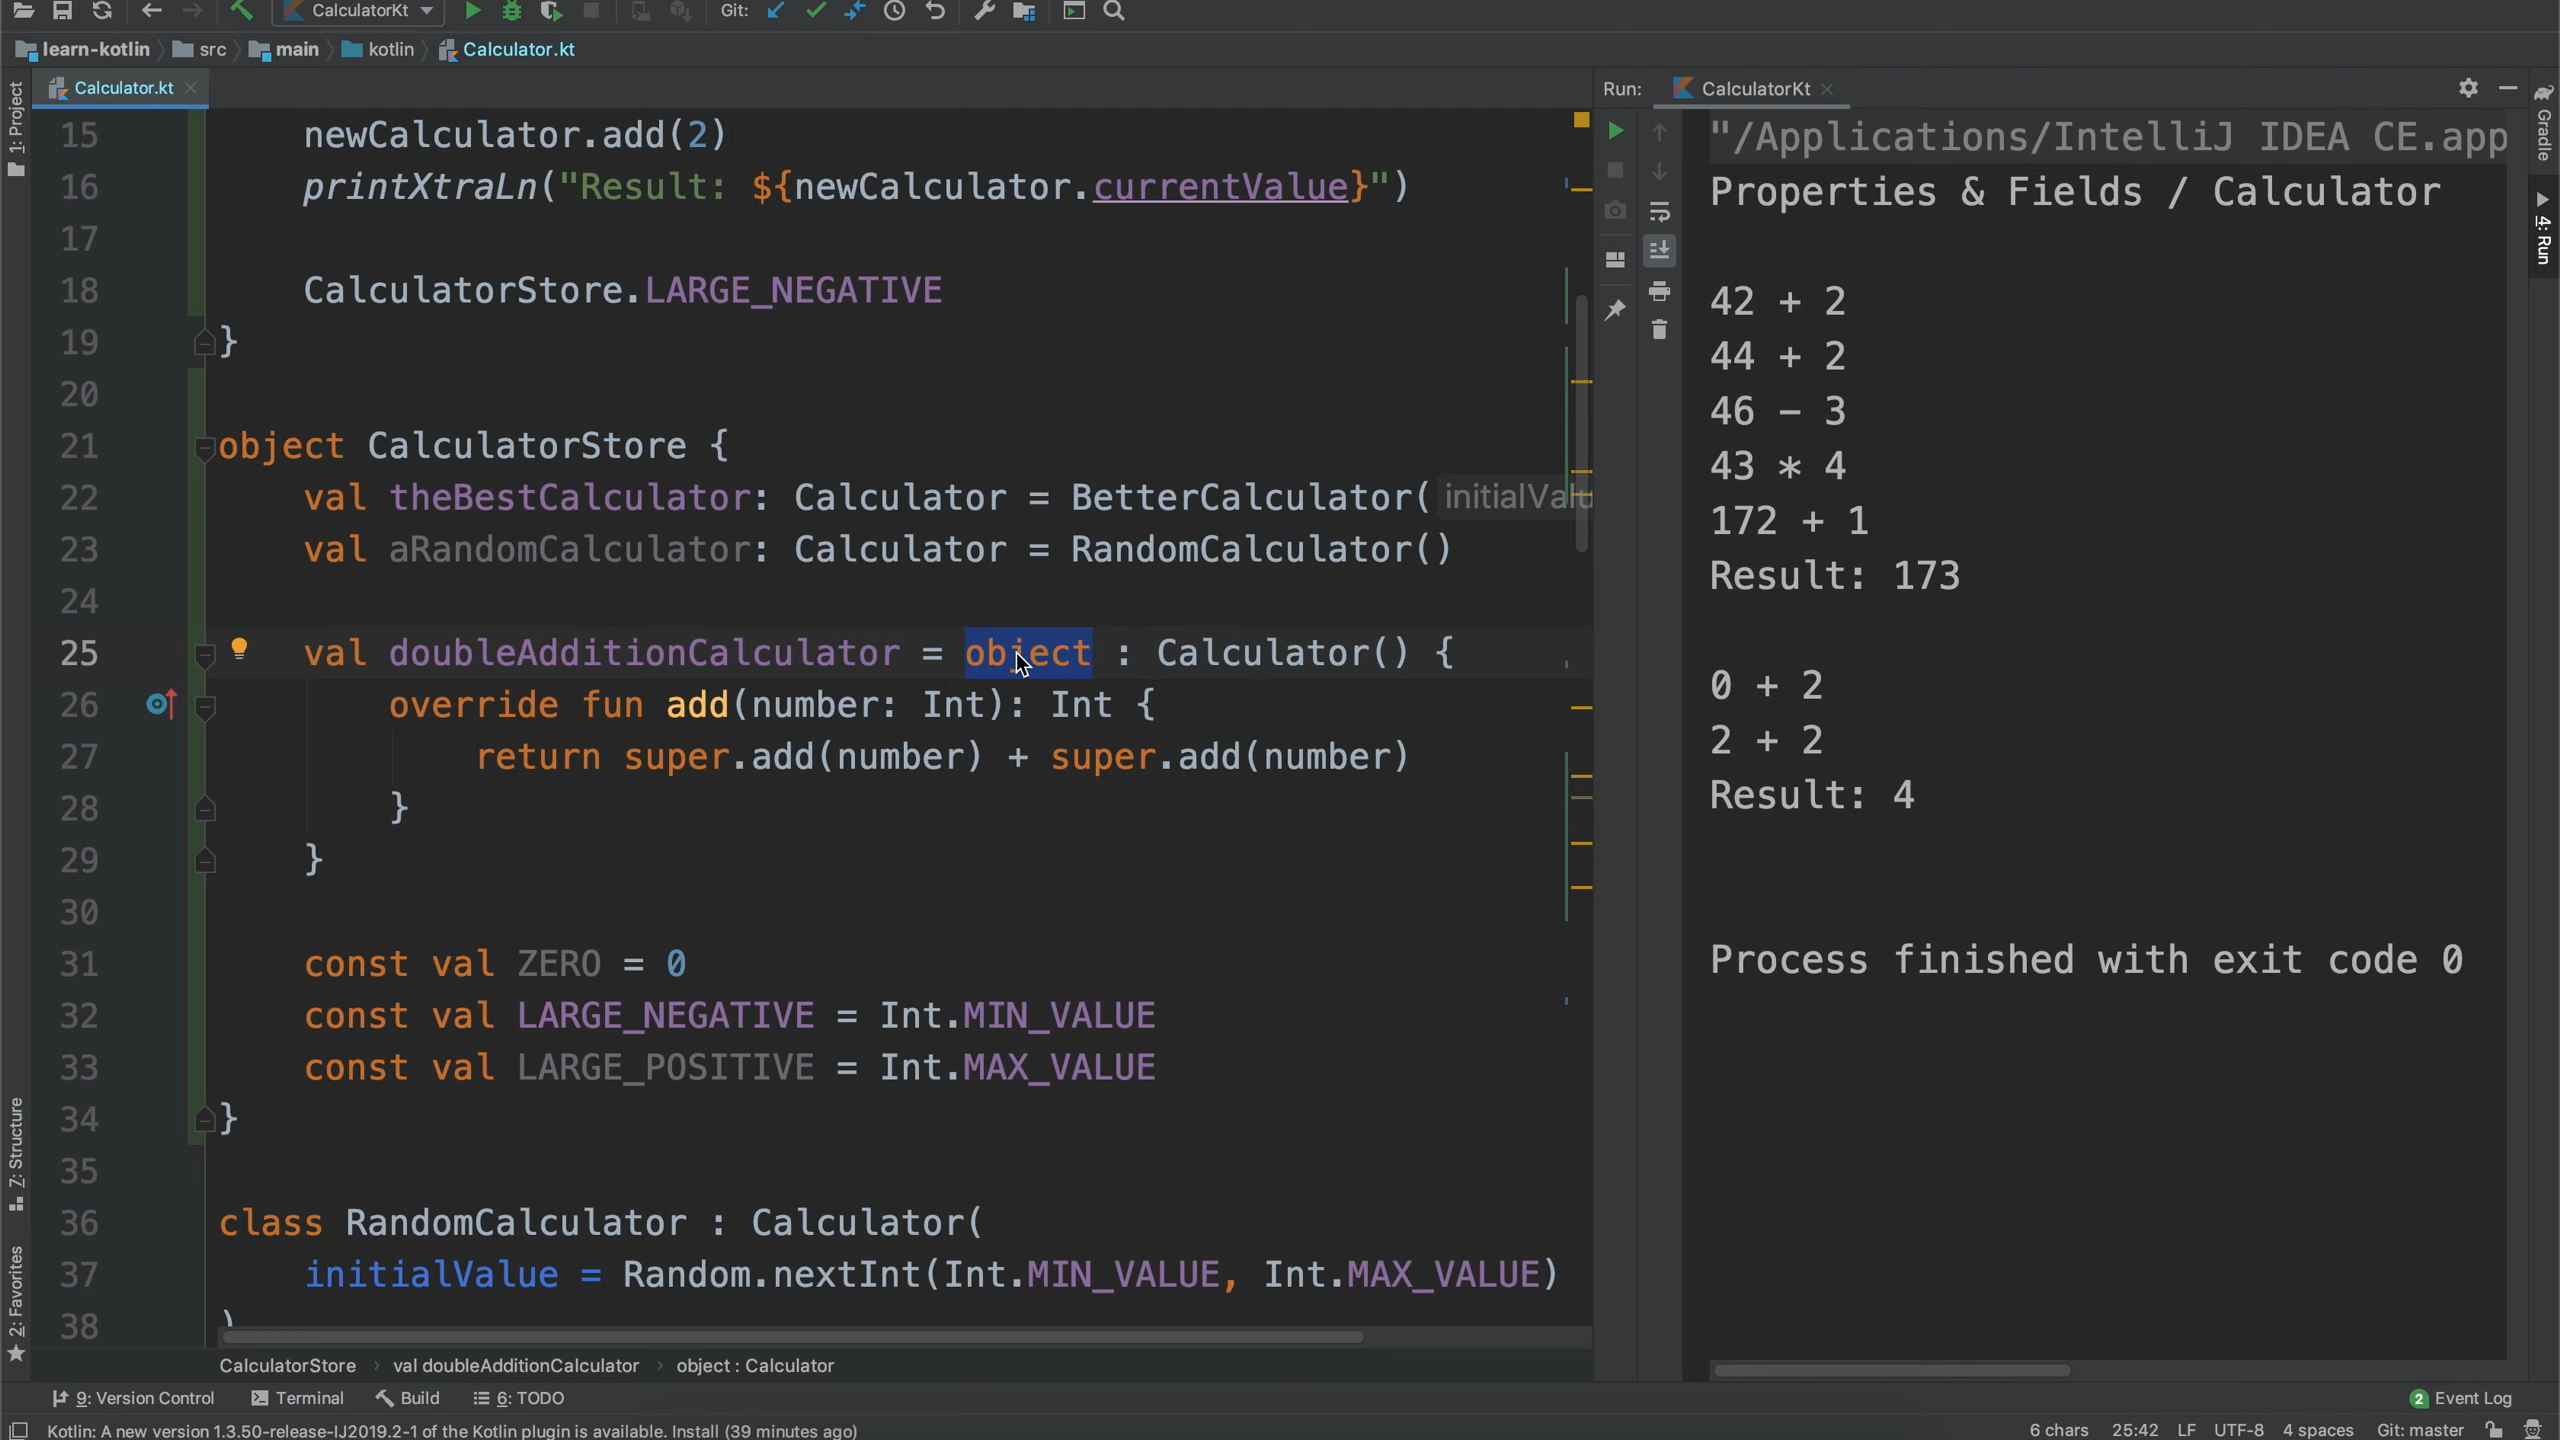 CalculatorKt
Git:
learn-kotlin
src
main
kotlin
Calculator.kt
1: Project
Calculator.kt
15 newCalculator.add(2)
16 printXtraLn("Result: ${newCalculator.currentValue}")
17
18 CalculatorStore.LARGE_NEGATIVE
19 }
20
21 object CalculatorStore {
22 val theBestCalculator: Calculator = BetterCalculator( initialValu
23 val aRandomCalculator: Calculator = RandomCalculator()
24
25 val doubleAdditionCalculator = object : Calculator() {
26 override fun add(number: Int): Int {
27 return super.add(number) + super.add(number)
28 }
29 }
30
31 const val ZERO = 0
32 const val LARGE_NEGATIVE = Int.MIN_VALUE
33 const val LARGE_POSITIVE = Int.MAX_VALUE
34 }
35
36 class RandomCalculator : Calculator(
37 initialValue = Random.nextInt(Int.MIN_VALUE, Int.MAX_VALUE)
38 )
CalculatorStore
val doubleAdditionCalculator
object : Calculator
Run:
CalculatorKt
"/Applications/IntelliJ IDEA CE.app
Properties & Fields / Calculator
42 + 2
44 + 2
46 - 3
43 * 4
172 + 1
Result: 173
0 + 2
2 + 2
Result: 4
Process finished with exit code 0
Gradle
4: Run
7: Structure
2: Favorites
9: Version Control
Terminal
Build
6: TODO
2 Event Log
Kotlin: A new version 1.3.50-release-IJ2019.2-1 of the Kotlin plugin is available. Install (39 minutes ago)
6 chars
25:42
LF
UTF-8
4 spaces
Git: master